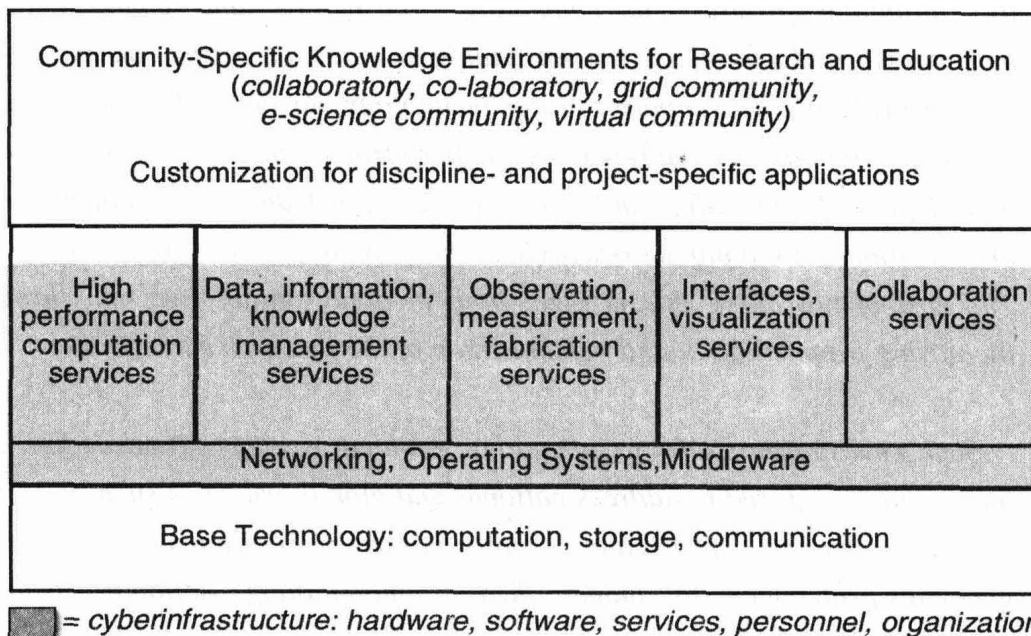 Community-Specific Knowledge Environments for Research and Education
(collaboratory, co-laboratory, grid community,
e-science community, virtual community)
Customization for discipline- and project-specific applications
High
performance
computation
services
Data, information,
knowledge
management
services
Observation,
measurement,
fabrication
services
Interfaces,
visualization
services
Collaboration
services
Networking, Operating Systems,Middleware
Base Technology: computation, storage, communication
= cyberinfrastructure: hardware, software, services, personnel, organization